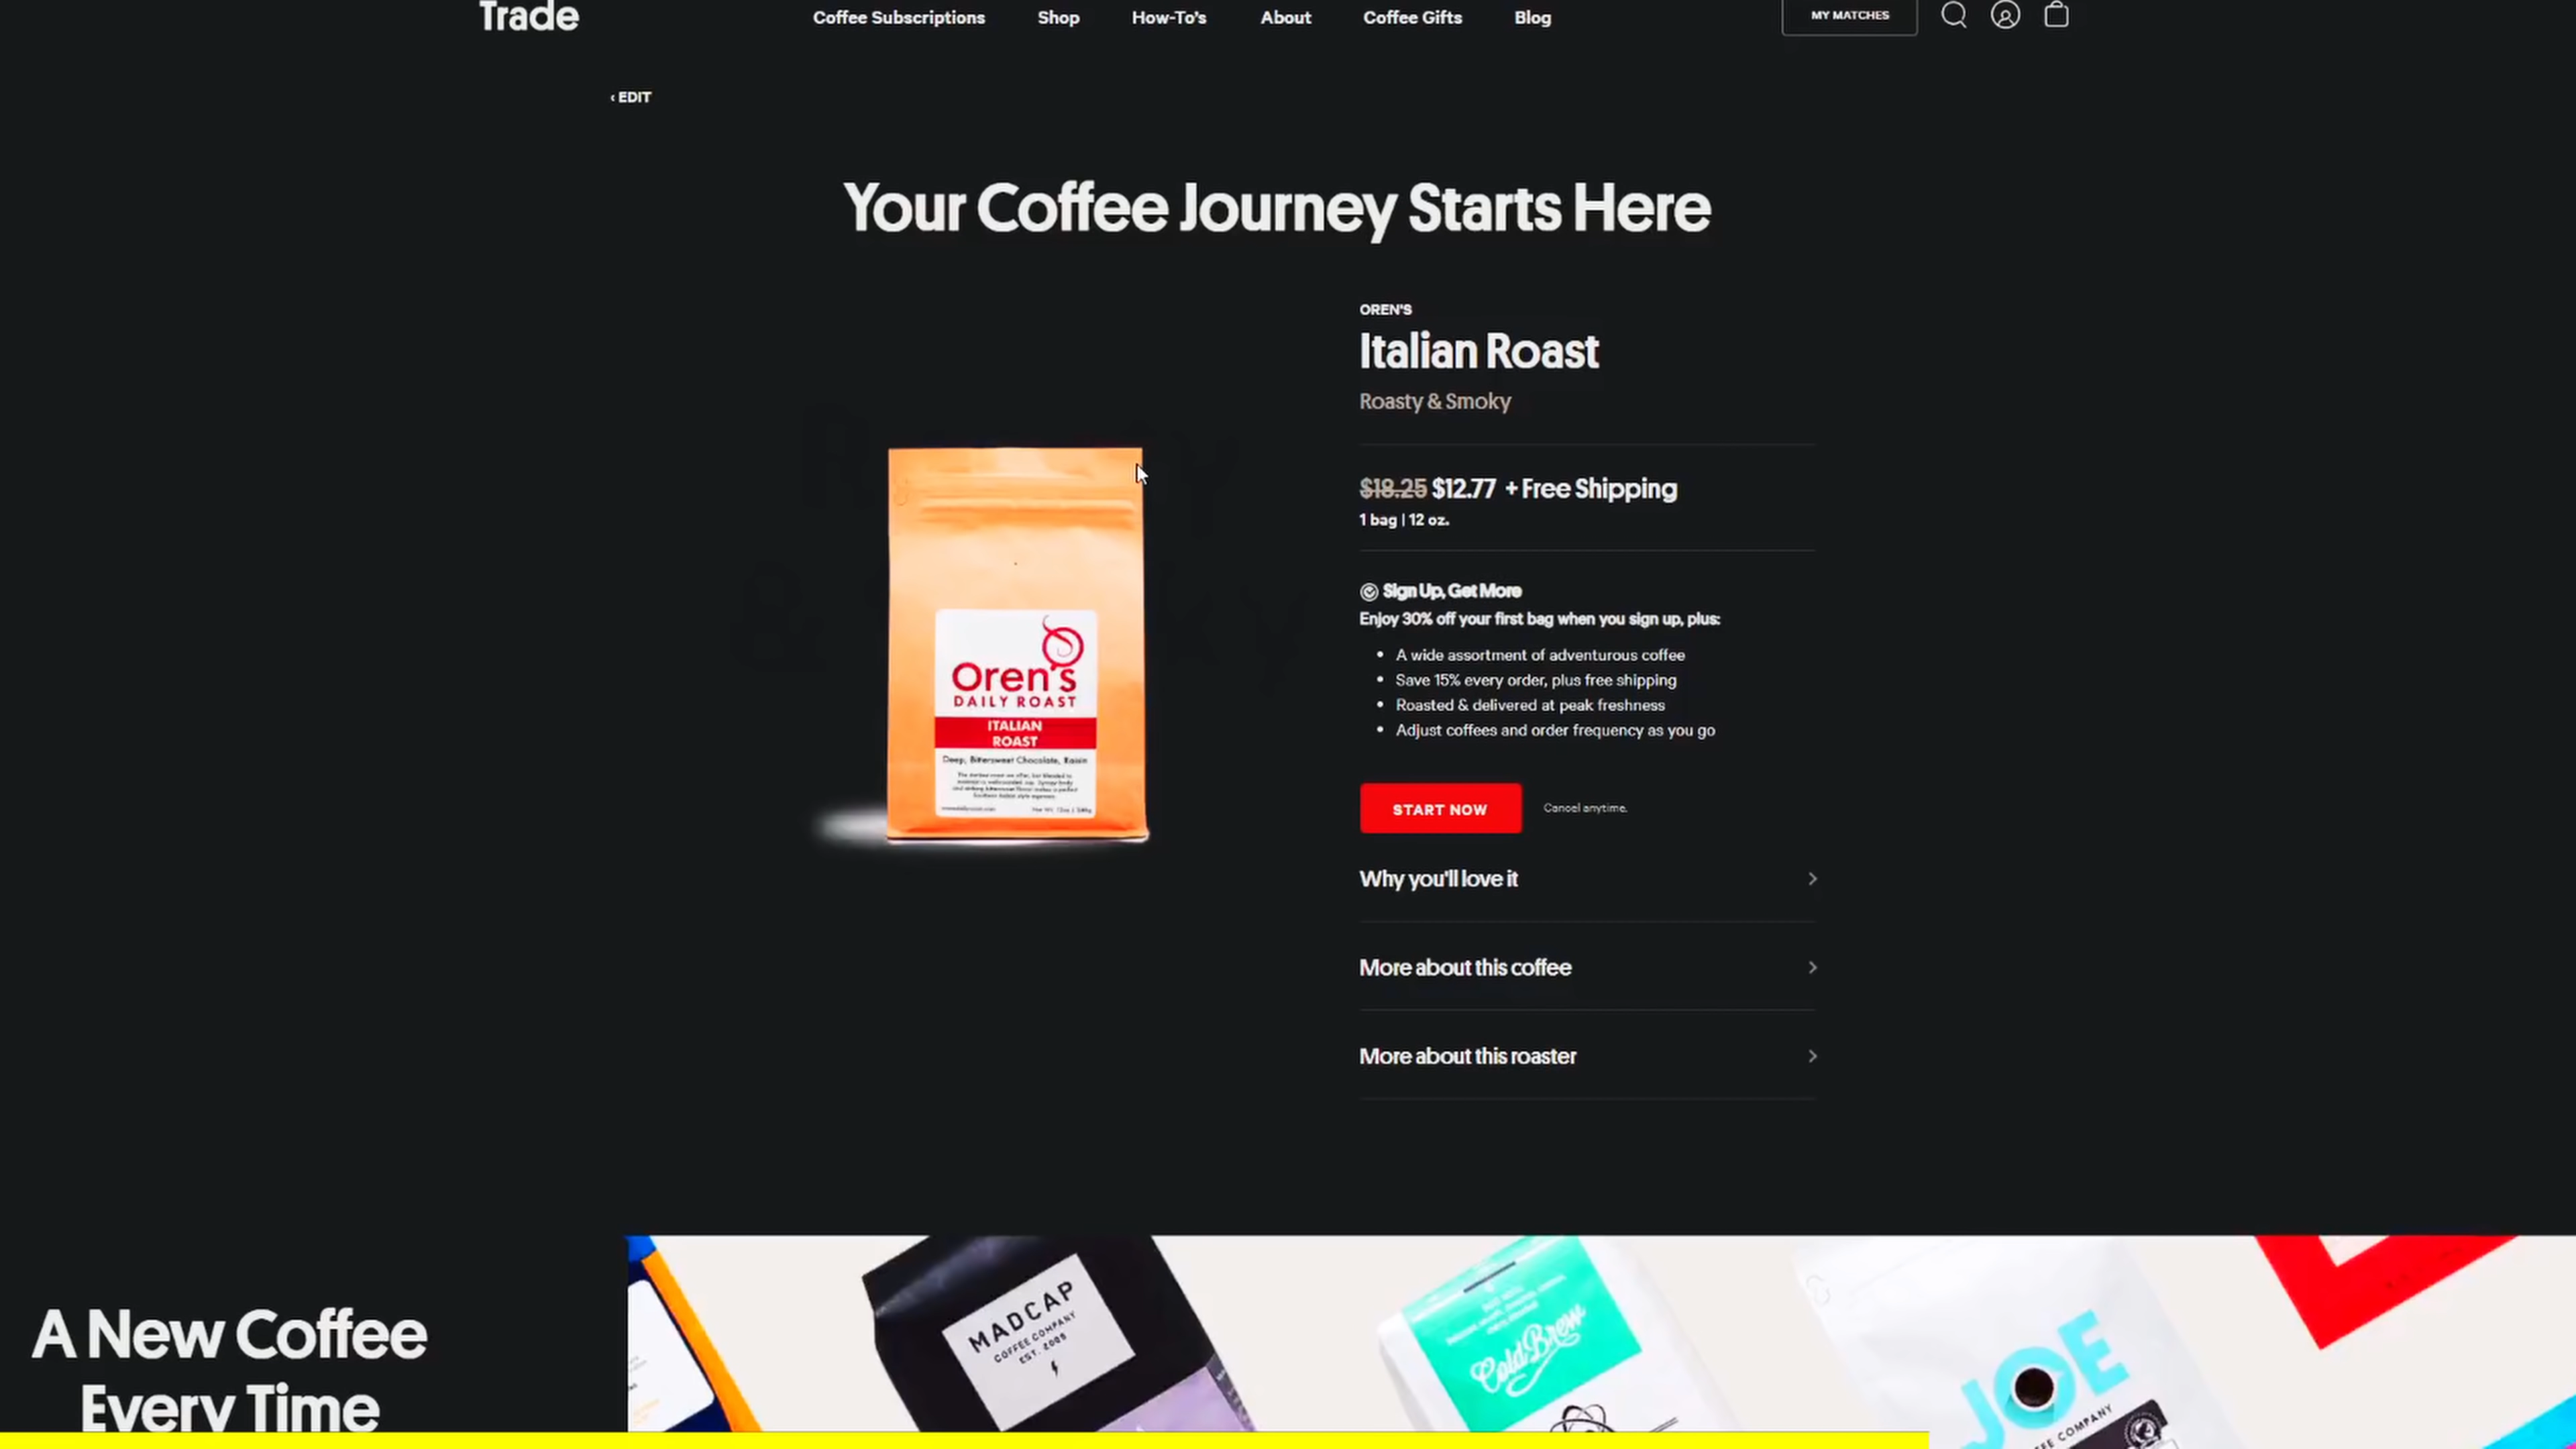 Trade
Coffee Subscriptions
Shop
How-To's
About
Coffee Gifts
Blog
MY MATCHES
‹ EDIT
Your Coffee Journey Starts Here
OREN'S
Italian Roast
Roasty & Smoky
$18.25 $12.77 + Free Shipping
1 bag | 12 oz.
Sign Up, Get More
Enjoy 30% off your first bag when you sign up, plus:
• A wide assortment of adventurous coffee
• Save 15% every order, plus free shipping
• Roasted & delivered at peak freshness
• Adjust coffees and order frequency as you go
START NOW
Cancel anytime.
Why you'll love it
More about this coffee
More about this roaster
Oren's
DAILY ROAST
ITALIAN
ROAST
Deep, Bittersweet Chocolate, Raisin
A New Coffee
Every Time
MADCAP
COFFEE COMPANY
EST. 2008
Cold Brew
JOE
COMPANY